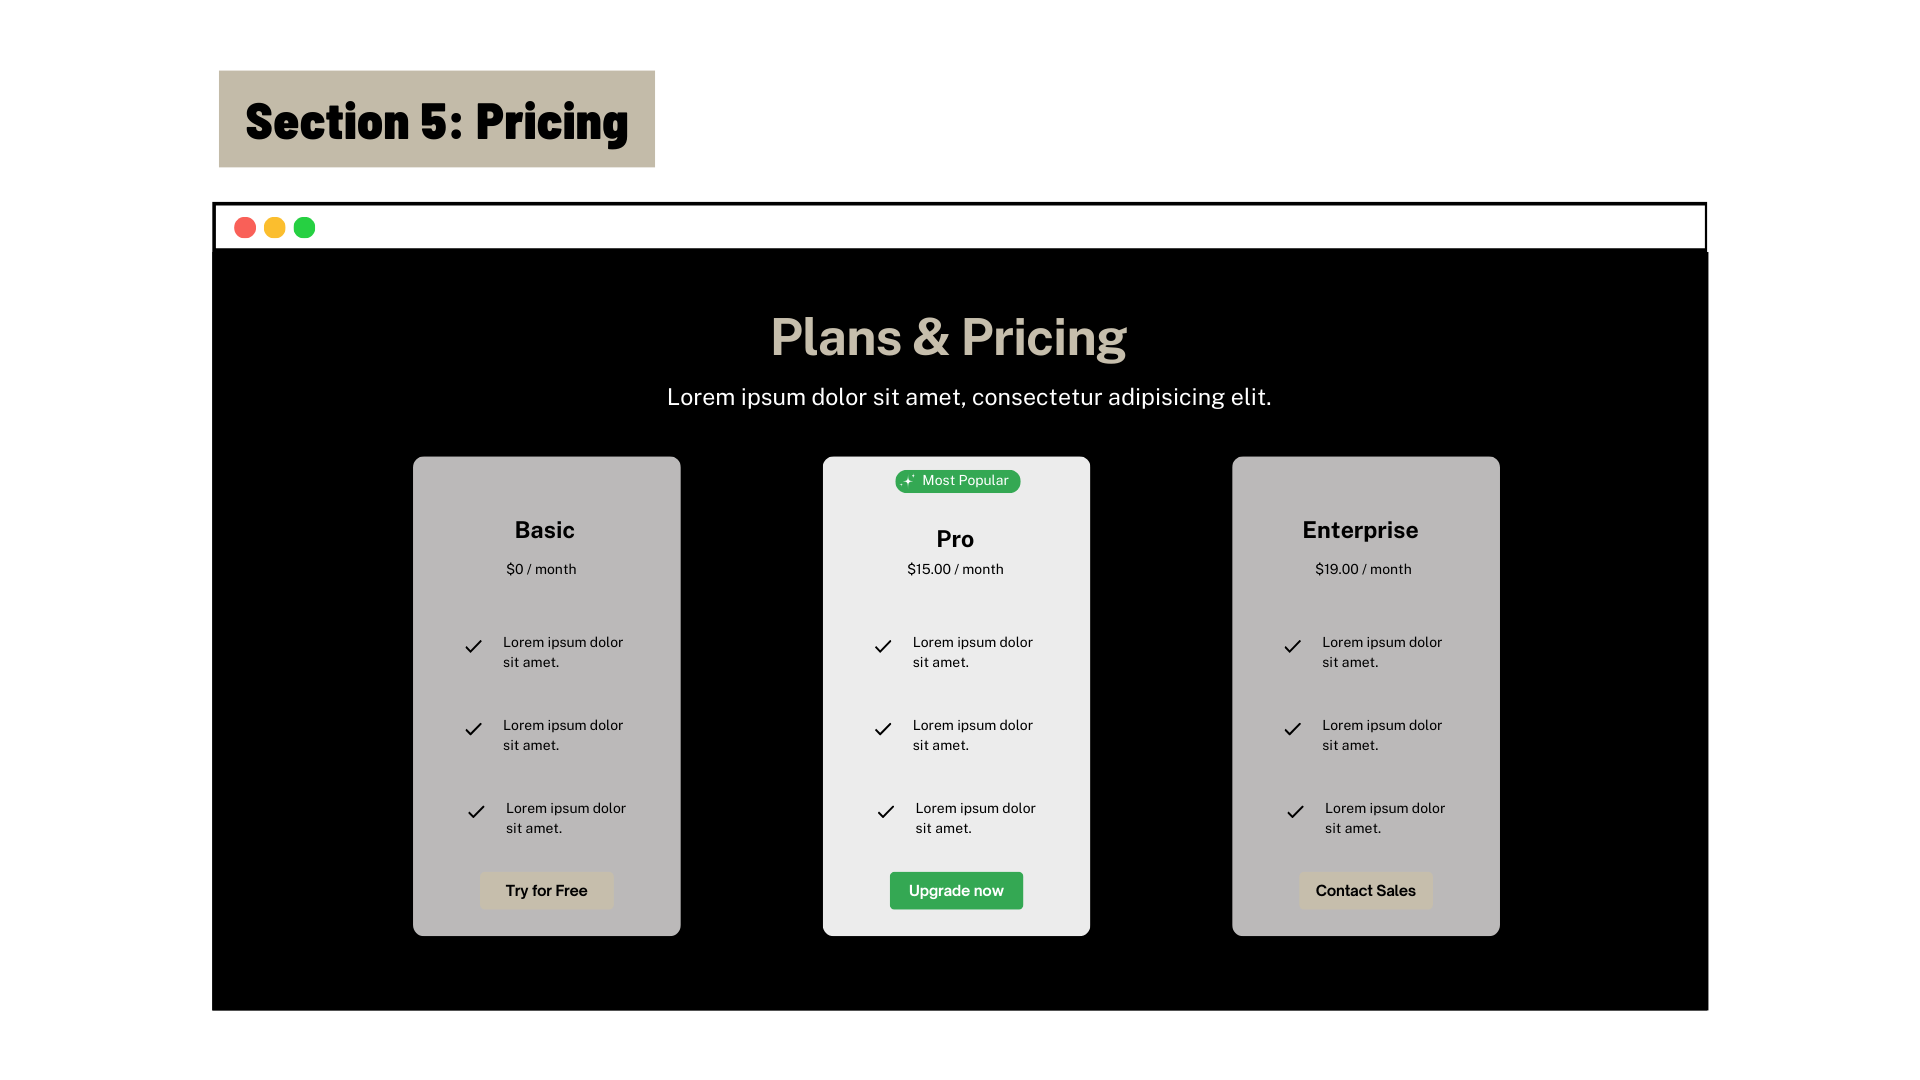 Section 5: Pricing
Plans & Pricing
Lorem ipsum dolor sit amet, consectetur adipisicing elit.
Basic
$0 / month
Lorem ipsum dolor
sit amet.
Lorem ipsum dolor
sit amet.
Lorem ipsum dolor
sit amet.
Try for Free
Most Popular
Pro
$15.00 / month
Lorem ipsum dolor
sit amet.
Lorem ipsum dolor
sit amet.
Lorem ipsum dolor
sit amet.
Upgrade now
Enterprise
$19.00 / month
Lorem ipsum dolor
sit amet.
Lorem ipsum dolor
sit amet.
Lorem ipsum dolor
sit amet.
Contact Sales